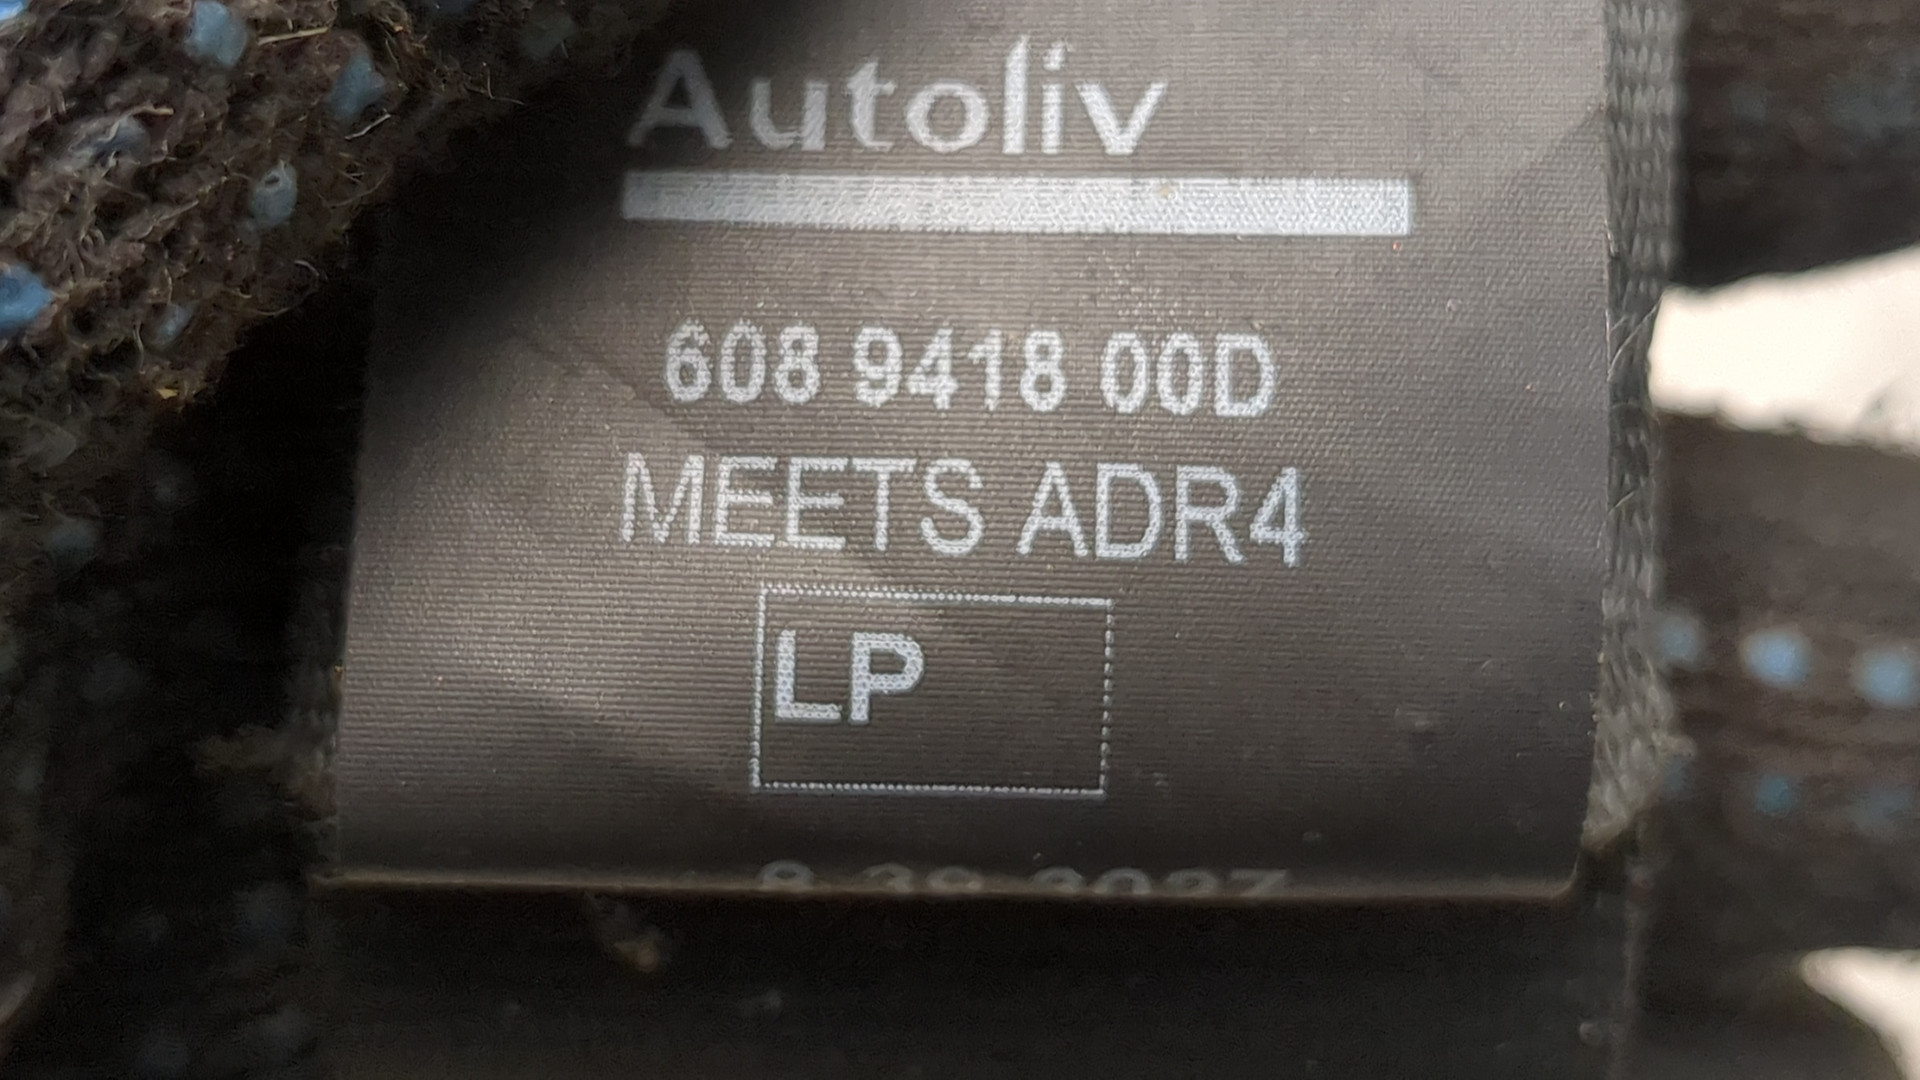 Autoliv
608 9418 00D
MEETS ADR4
LP